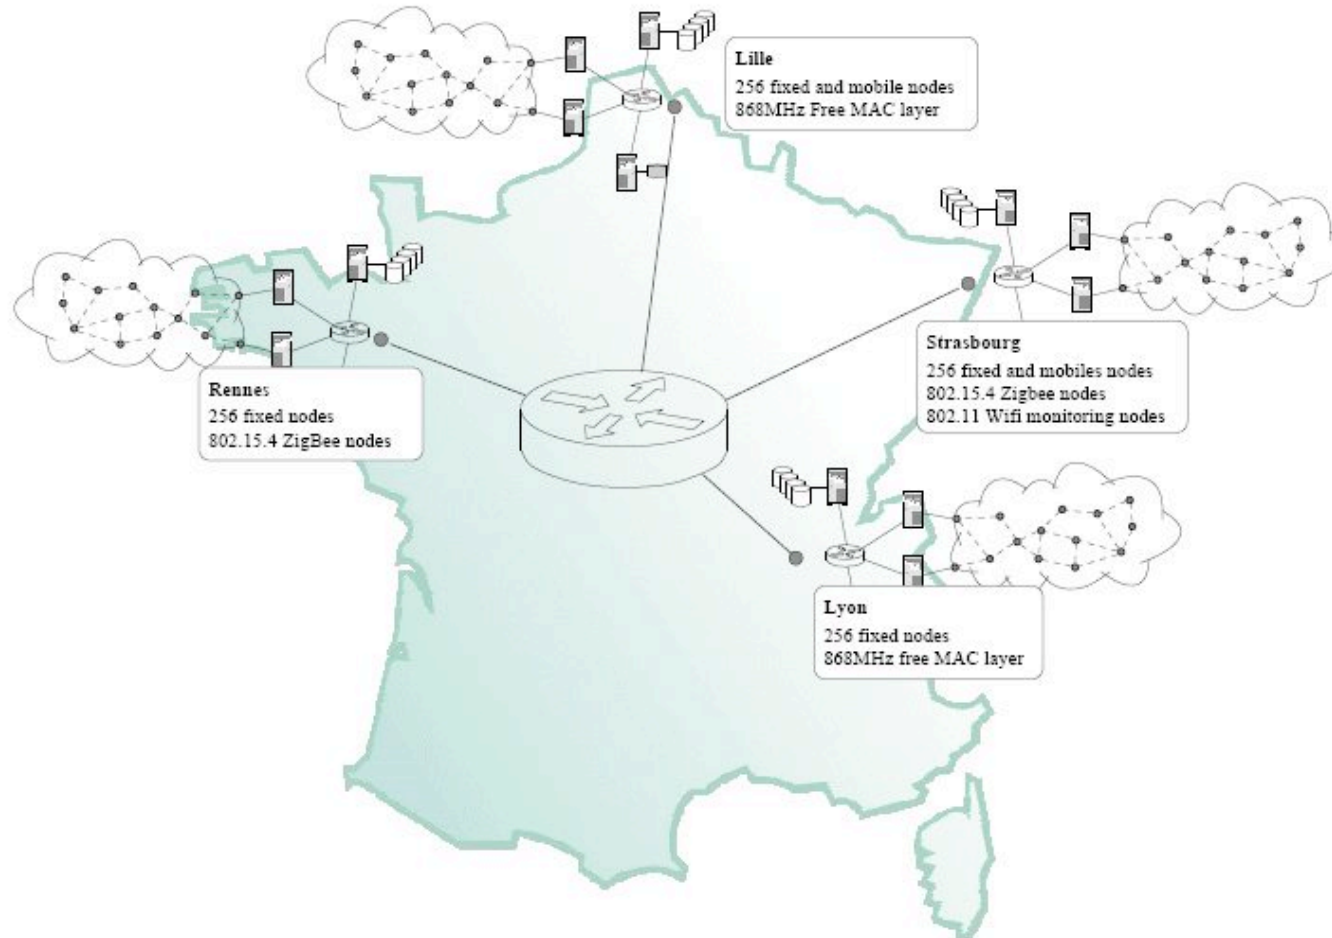 Lille
256 fixed and mobile nodes
868MHz Free MAC layer
Strasbourg
256 fixed and mobiles nodes
802.15.4 Zigbee nodes
802.11 Wifi monitoring nodes
Rennes
256 fixed nodes
802.15.4 ZigBee nodes
Lyon
256 fixed nodes
868MHz free MAC layer